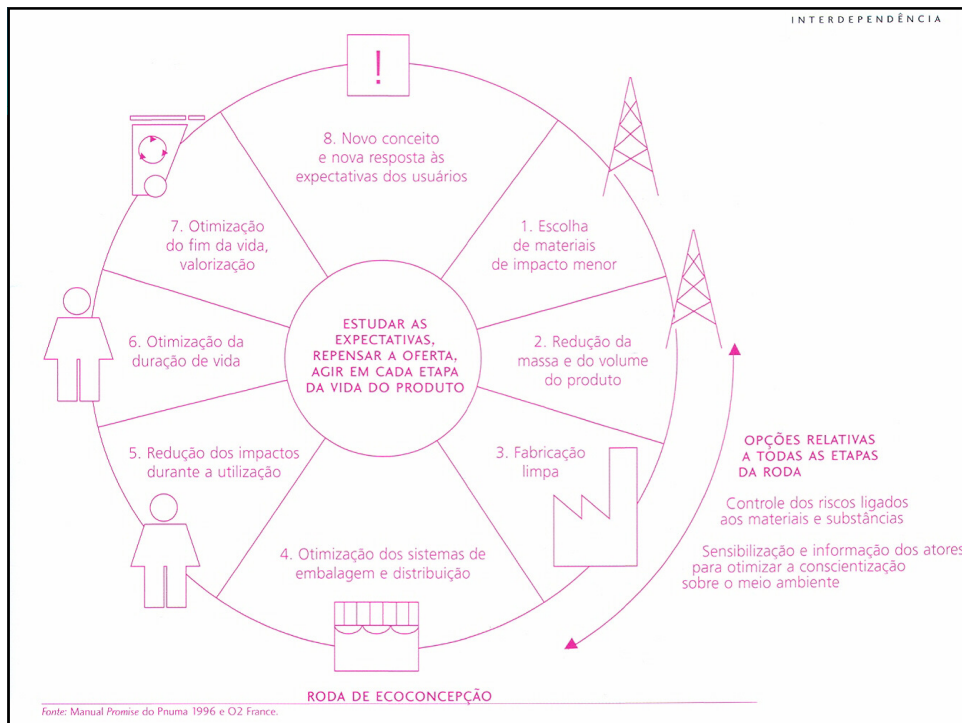 INTERDEPENDÊNCIA
!
8. Novo conceito
e nova resposta às
expectativas dos usuários
1. Escolha
de materiais
de impacto menor
2. Redução da
massa e do volume
do produto
3. Fabricação
limpa
4. Otimização dos sistemas de
embalagem e distribuição
5. Redução dos impactos
durante a utilização
6. Otimização da
duração de vida
7. Otimização
do fim da vida,
valorização
ESTUDAR AS
EXPECTATIVAS,
REPENSAR A OFERTA,
AGIR EM CADA ETAPA
DA VIDA DO PRODUTO
OPÇÕES RELATIVAS
A TODAS AS ETAPAS
DA RODA
Controle dos riscos ligados
aos materiais e substâncias
Sensibilização e informação dos atores
para otimizar a conscientização
sobre o meio ambiente
RODA DE ECOCONCEPÇÃO
Fonte: Manual Promise do Pnuma 1996 e O2 France.